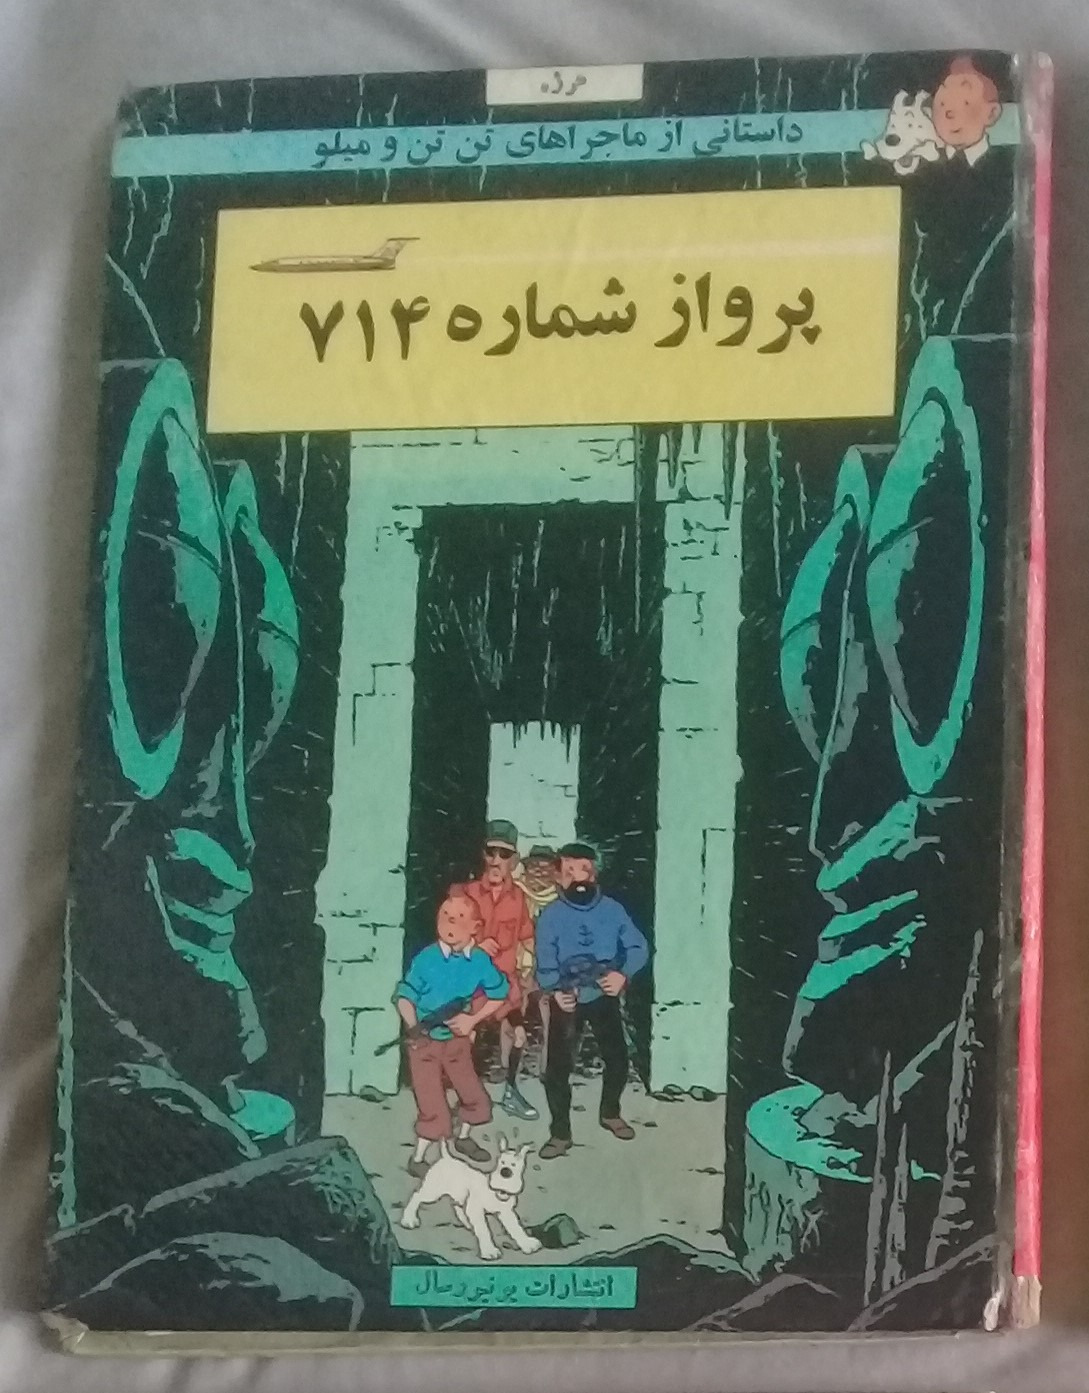 هرژه
داستانی از ماجراهای تن تن و میلو
پرواز شماره ۷۱۴
انتشارات یونیورسال